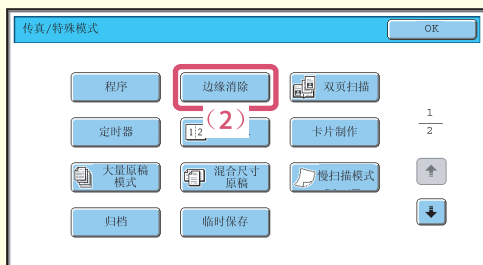 传真/特殊模式
OK
程序
边缘消除
双页扫描
(2)
定时器
1 2
卡片制作
1
2
大量原稿
模式
混合尺寸
原稿
慢扫描模式
归档
临时保存